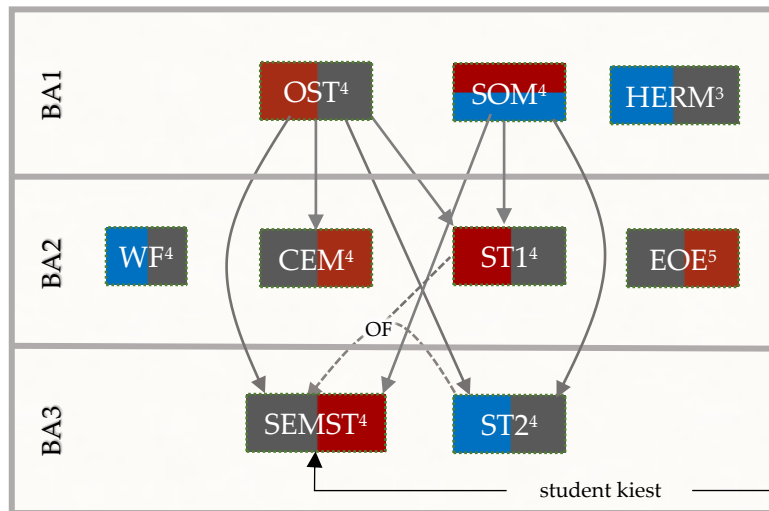 BA1
OST⁴
SOM⁴
HERM³
BA2
WF⁴
CEM⁴
ST1⁴
EOE⁵
OF
BA3
SEMST⁴
ST2⁴
student kiest